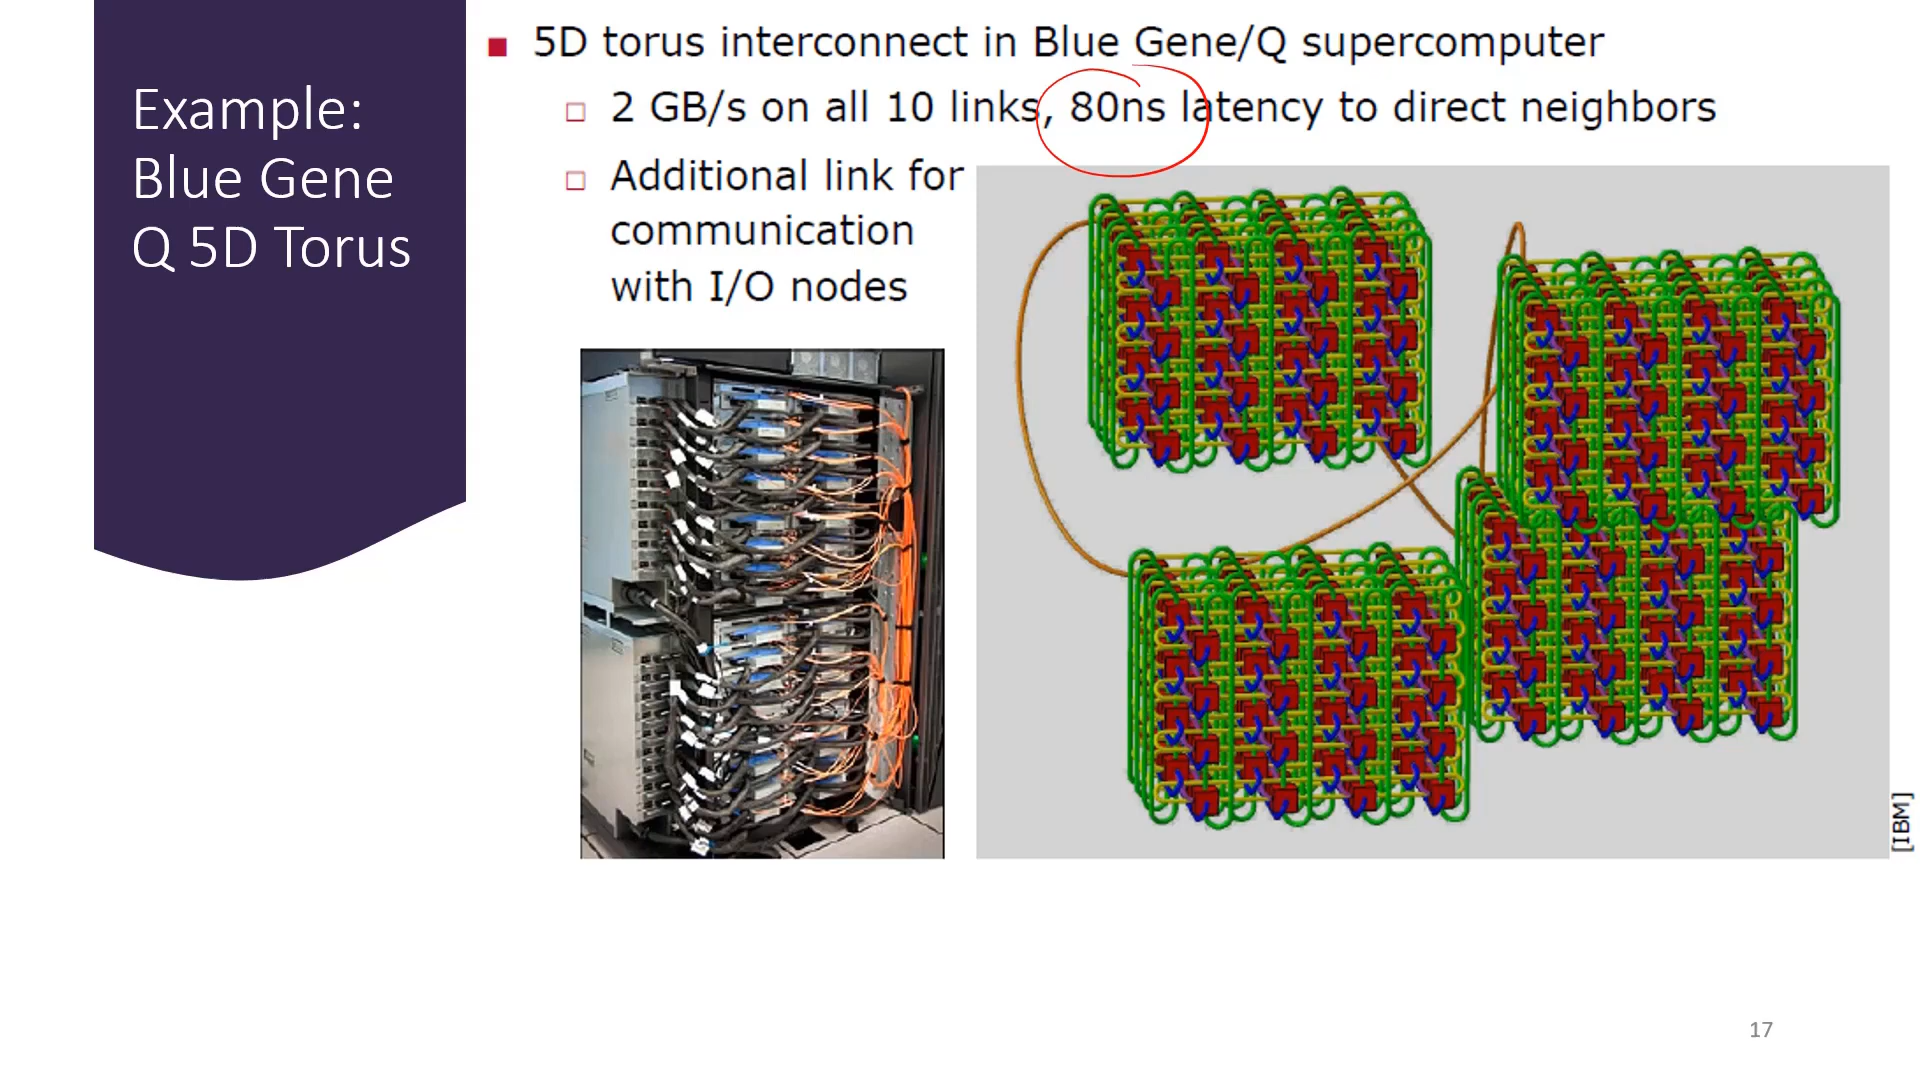 Example:
Blue Gene
Q 5D Torus
5D torus interconnect in Blue Gene/Q supercomputer
2 GB/s on all 10 links, 80ns latency to direct neighbors
Additional link for
communication
with I/O nodes
[IBM]
17